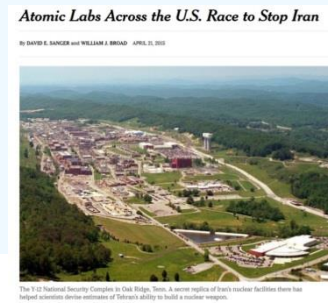 Atomic Labs Across the U.S. Race to Stop Iran
By DAVID E. SANGER and WILLIAM J. BROAD APRIL 21, 2015
The Y-12 National Security Complex in Oak Ridge, Tenn. A secret replica of Iran's nuclear facilities there has
helped scientists devise estimates of Tehran's ability to build a nuclear weapon.